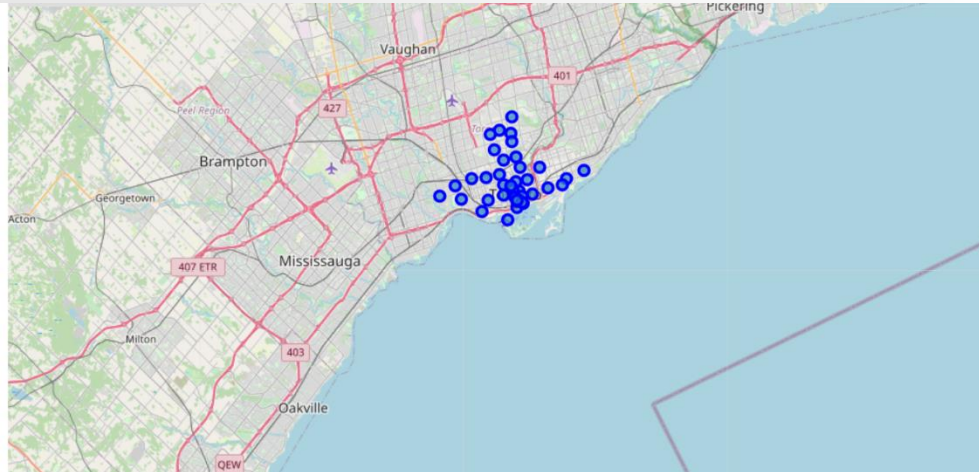 Pickering
Vaughan
401
427
Peel Region
Brampton
Georgetown
Acton
407 ETR
Mississauga
Milton
403
Oakville
QEW